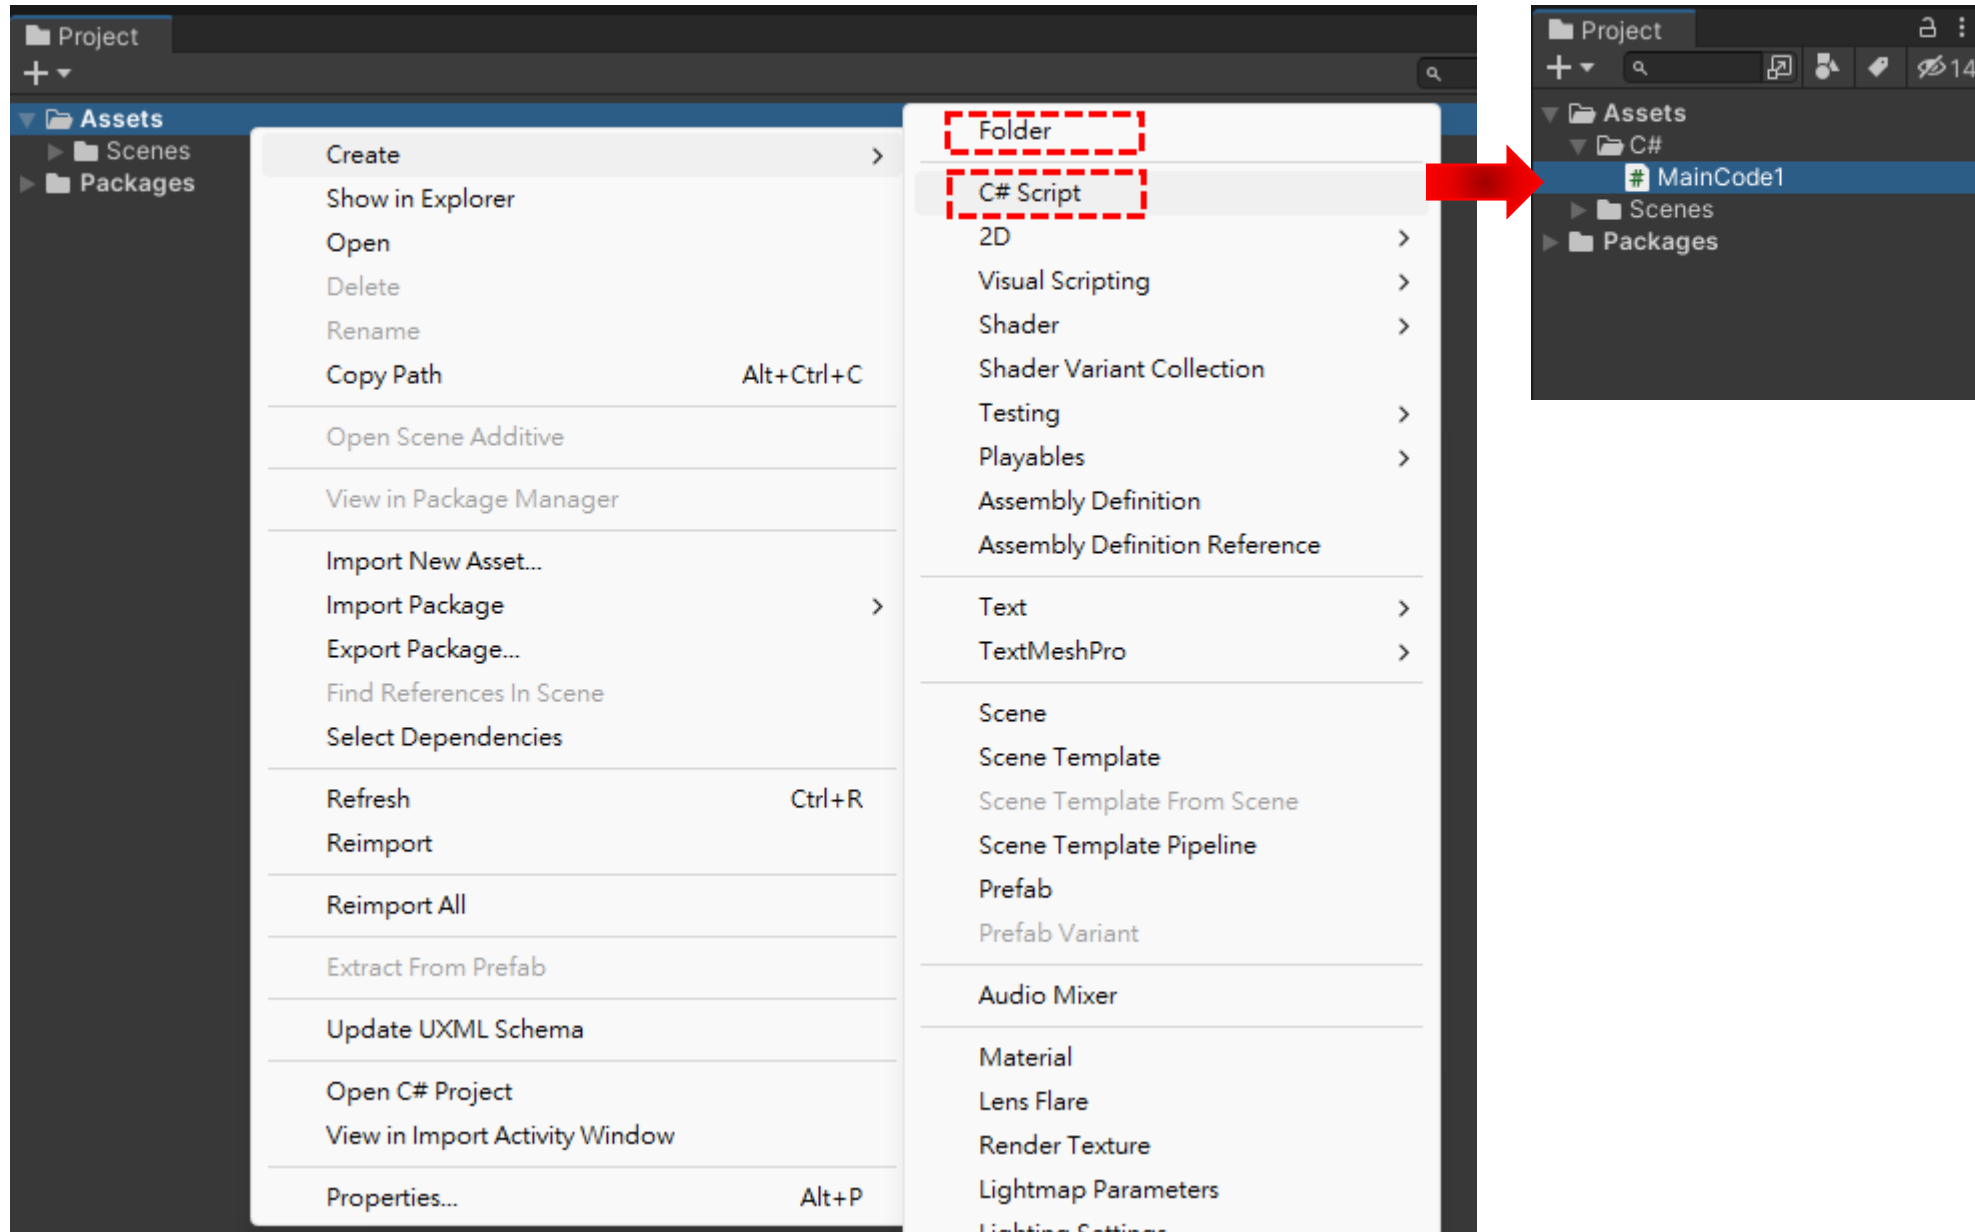 Project
Assets
Scenes
Packages
Create
Show in Explorer
Open
Delete
Rename
Copy Path Alt+Ctrl+C
Open Scene Additive
View in Package Manager
Import New Asset...
Import Package
Export Package...
Find References In Scene
Select Dependencies
Refresh Ctrl+R
Reimport
Reimport All
Extract From Prefab
Update UXML Schema
Open C# Project
View in Import Activity Window
Properties... Alt+P
Folder
C# Script
2D
Visual Scripting
Shader
Shader Variant Collection
Testing
Playables
Assembly Definition
Assembly Definition Reference
Text
TextMeshPro
Scene
Scene Template
Scene Template From Scene
Scene Template Pipeline
Prefab
Prefab Variant
Audio Mixer
Material
Lens Flare
Render Texture
Lightmap Parameters
Lighting Settings
Project
14
Assets
C#
# MainCode1
Scenes
Packages